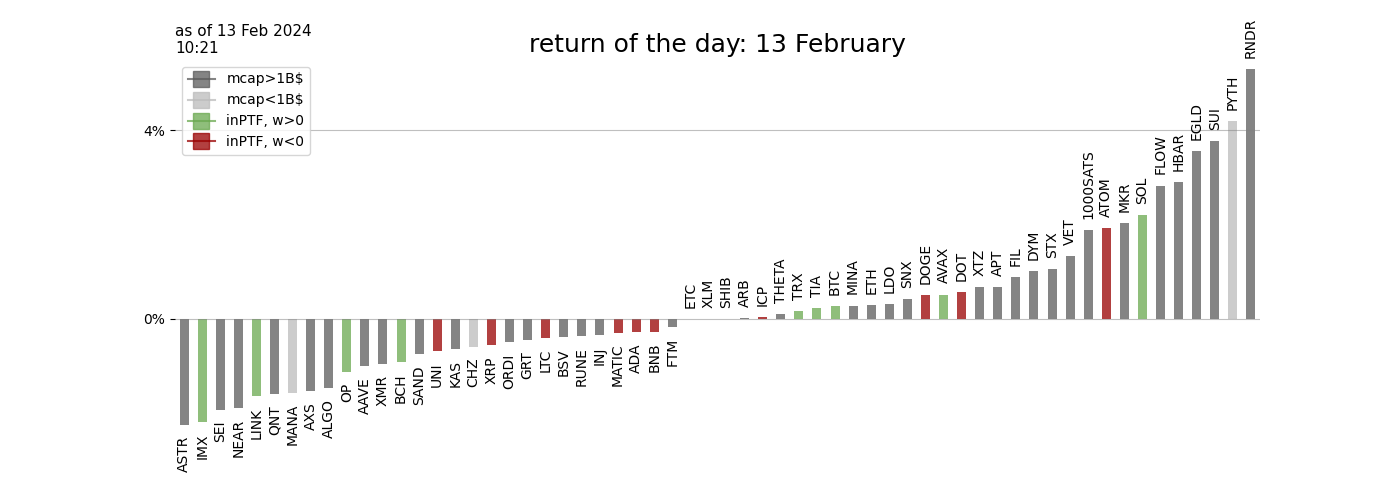 as of 13 Feb 2024
10:21
return of the day: 13 February
mcap>1B$
mcap<1B$
inPTF, w>0
inPTF, w<0
4%
0%
ASTR
IMX
SEI
NEAR
LINK
QNT
MANA
AXS
ALGO
OP
AAVE
XMR
BCH
SAND
UNI
KAS
CHZ
XRP
ORDI
GRT
LTC
BSV
RUNE
INJ
MATIC
ADA
BNB
FTM
ETC
XLM
SHIB
ARB
ICP
THETA
TRX
TIA
BTC
MINA
ETH
LDO
SNX
DOGE
AVAX
DOT
XTZ
APT
FIL
DYM
STX
VET
1000SATS
ATOM
MKR
SOL
FLOW
HBAR
EGLD
SUI
PYTH
RNDR